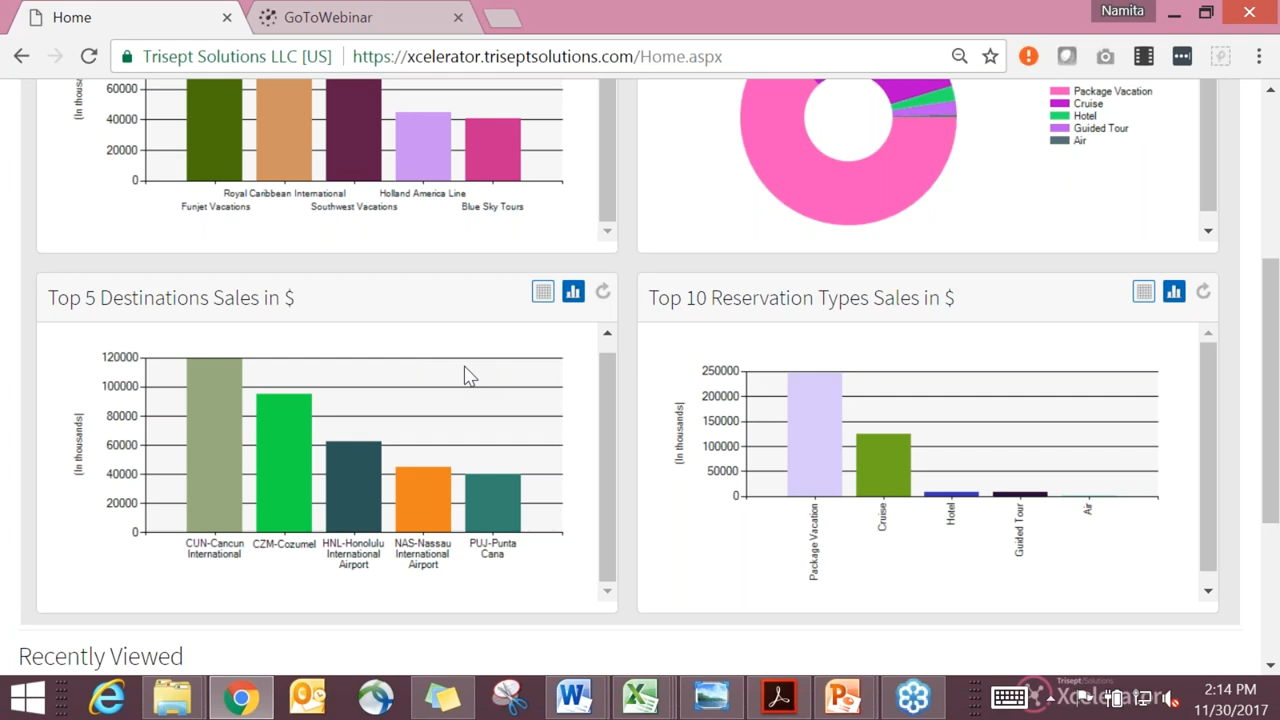 Home
GoToWebinar
Namita
Trisept Solutions LLC [US]
https://xcelerator.triseptsolutions.com/Home.aspx
60000
40000
20000
0
Royal Caribbean International
Holland America Line
Funjet Vacations
Southwest Vacations
Blue Sky Tours
Package Vacation
Cruise
Hotel
Guided Tour
Air
Top 5 Destinations Sales in $
120000
100000
80000
60000
40000
20000
0
(In thousands)
CUN-Cancun
International
CZM-Cozumel
HNL-Honolulu
International
Airport
NAS-Nassau
International
Airport
PUJ-Punta
Cana
Top 10 Reservation Types Sales in $
250000
200000
150000
100000
50000
0
(In thousands)
Package Vacation
Cruise
Hotel
Guided Tour
Air
Recently Viewed
Trisept/Solutions
Xcelerator
2:14 PM
11/30/2017